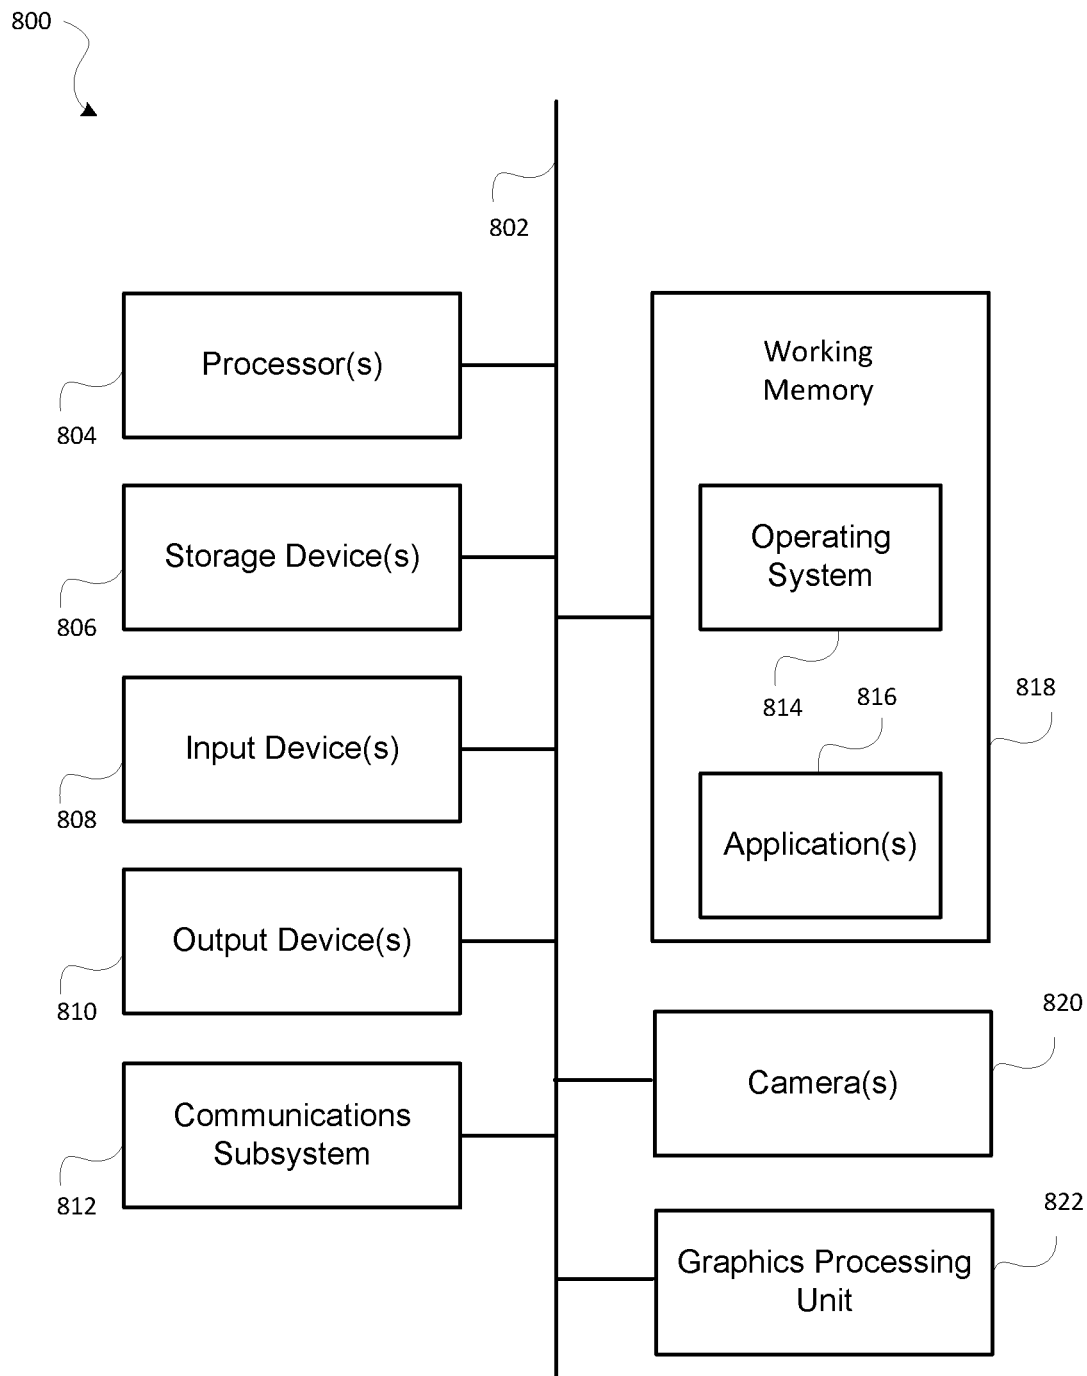 800
802
Processor(s)
804
Storage Device(s)
806
Input Device(s)
808
Output Device(s)
810
Communications
Subsystem
812
Working
Memory
Operating
System
814
816
818
Application(s)
820
Camera(s)
822
Graphics Processing
Unit